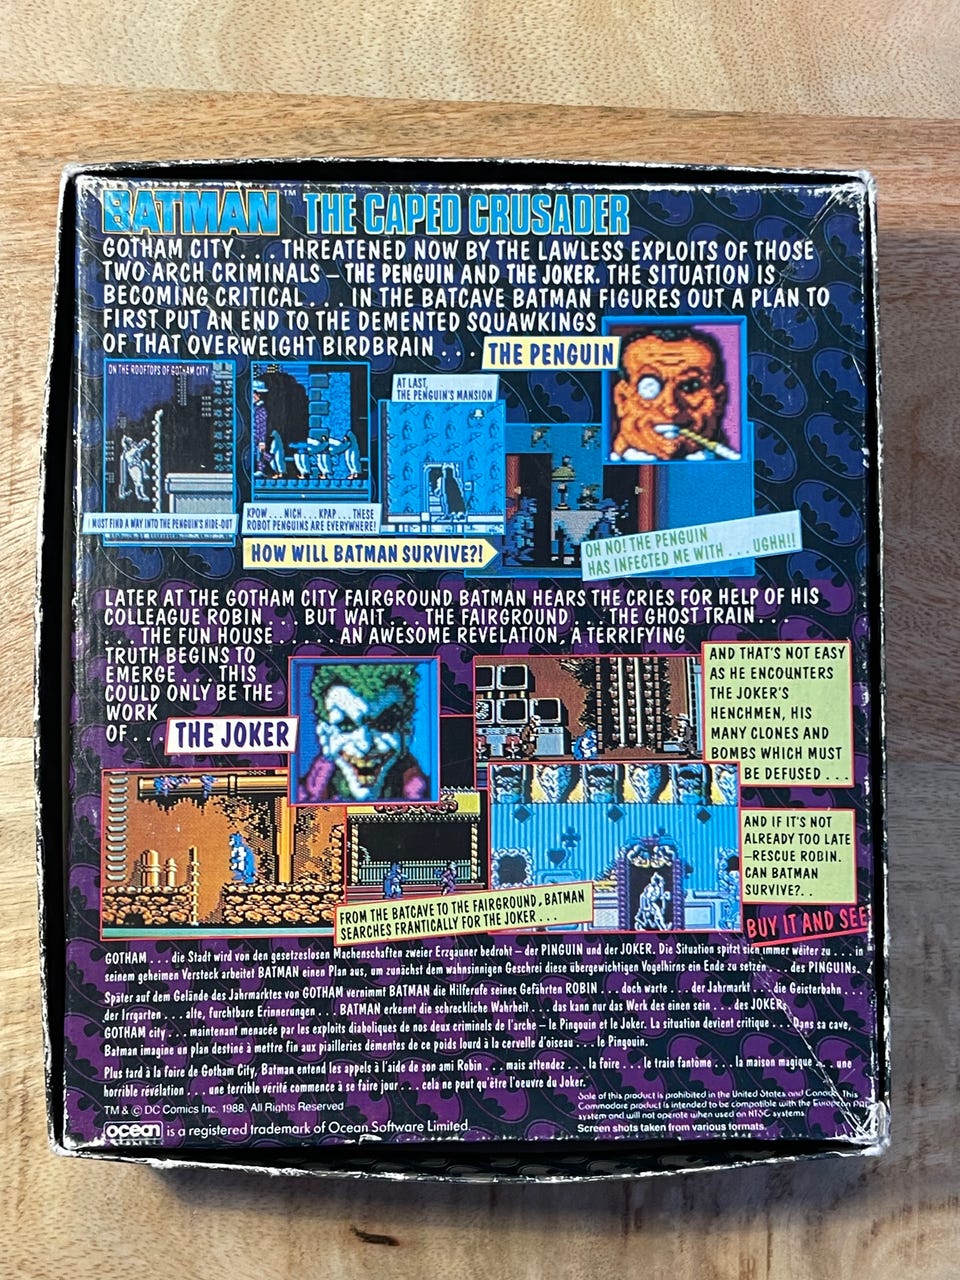 BATMAN™ THE CAPED CRUSADER
GOTHAM CITY . . . THREATENED NOW BY THE LAWLESS EXPLOITS OF THOSE
TWO ARCH CRIMINALS – THE PENGUIN AND THE JOKER. THE SITUATION IS
BECOMING CRITICAL . . . IN THE BATCAVE BATMAN FIGURES OUT A PLAN TO
FIRST PUT AN END TO THE DEMENTED SQUAWKINGS
OF THAT OVERWEIGHT BIRDBRAIN . . . THE PENGUIN
ON THE ROOFTOPS OF GOTHAM CITY
I MUST FIND A WAY INTO THE PENGUIN'S HIDE-OUT
KPOW . . . NICH . . . KPAP . . . THESE
ROBOT PENGUINS ARE EVERYWHERE!
AT LAST,
THE PENGUIN'S MANSION
HOW WILL BATMAN SURVIVE?!
OH NO! THE PENGUIN
HAS INFECTED ME WITH . . . UGHH!!
LATER AT THE GOTHAM CITY FAIRGROUND BATMAN HEARS THE CRIES FOR HELP OF HIS
COLLEAGUE ROBIN . . . BUT WAIT . . . THE FAIRGROUND . . . THE GHOST TRAIN . . .
. . . THE FUN HOUSE . . . . . . AN AWESOME REVELATION, A TERRIFYING
TRUTH BEGINS TO
EMERGE . . . THIS
COULD ONLY BE THE
WORK
OF . . . THE JOKER
AND THAT'S NOT EASY
AS HE ENCOUNTERS
THE JOKER'S
HENCHMEN, HIS
MANY CLONES AND
BOMBS WHICH MUST
BE DEFUSED . . .
FROM THE BATCAVE TO THE FAIRGROUND, BATMAN
SEARCHES FRANTICALLY FOR THE JOKER . . .
AND IF IT'S NOT
ALREADY TOO LATE
–RESCUE ROBIN.
CAN BATMAN
SURVIVE?. .
BUY IT AND SEE
GOTHAM . . . die Stadt wird von den gesetzeslosen Machenschaften zweier Erzgauner bedroht – der PINGUIN und der JOKER. Die Situation spitzt sich immer wëiter zu . . . in
seinem geheimen Versteck arbeitet BATMAN einen Plan aus, um zunächst dem wahnsinnigen Geschrei diese übergewichtigen Vogelhirns ein Ende zu setzen . . . des PINGUINs.
Später auf dem Gelände des Jahrmarktes von GOTHAM vernimmt BATMAN die Hilferufe seines Gefährten ROBIN . . . doch warte . . . der Jahrmarkt . . . die Geisterbahn . . .
der Irrgarten . . . alte, furchtbare Erinnerungen . . . BATMAN erkennt die schreckliche Wahrheit . . . das kann nur das Werk des einen sein . . . des JOKERs
GOTHAM city . . . maintenant menacée par les exploits diaboliques de nos deux criminels de l'arche – le Pingouin et le Joker. La situation devient critique . . . Dans sa cave,
Batman imagine un plan destiné à mettre fin aux piailleries démentes de ce poids lourd à la cervelle d'oiseau . . . le Pinguoin.
Plus tard à la foire de Gotham City, Batman entend les appels à l'aide de son ami Robin . . . mais attendez . . . la foire . . . le train fantôme . . . la maison magique . . . une
horrible révélation . . . une terrible vérité commence à se faire jour . . . cela ne peut qu'être l'oeuvre du Joker.
TM & © DC Comics Inc. 1988. All Rights Reserved
ocean is a registered trademark of Ocean Software Limited.
Sale of this product is prohibited in the United States and Canada. This
Commodore product is intended to be compatible with the European PAL
system and will not operate when used on NTSC systems.
Screen shots taken from various formats.